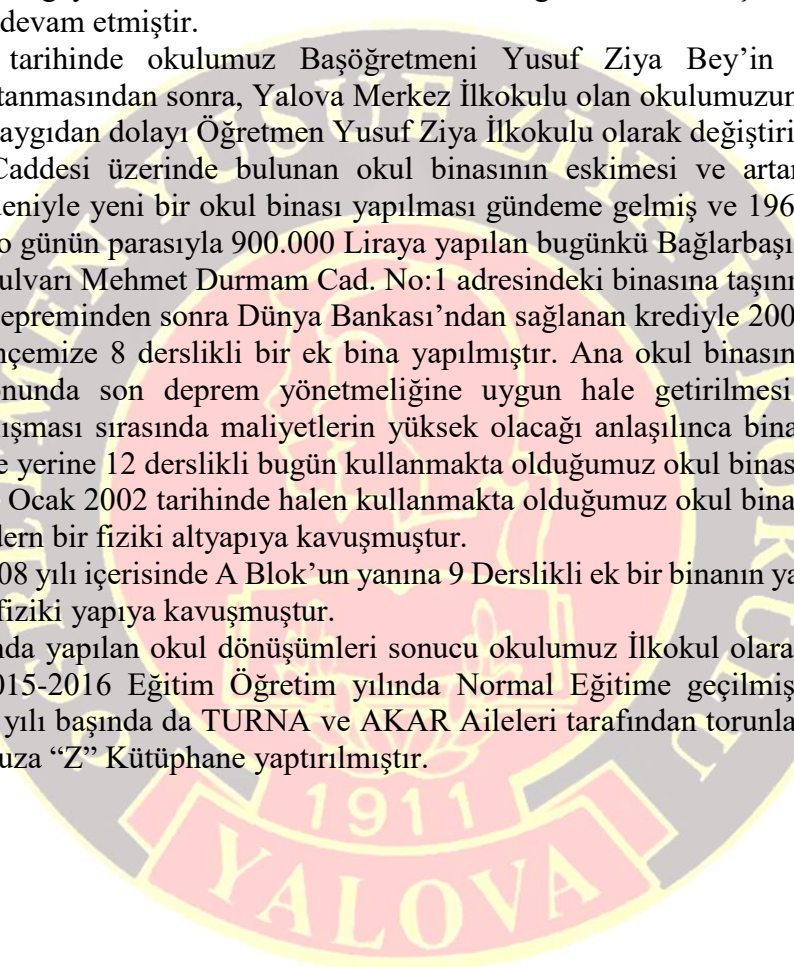 devam etmiştir.
tarihinde okulumuz Başöğretmeni Yusuf Ziya Bey’in
tanmasından sonra, Yalova Merkez İlkokulu olan okulumuzun
aygıdan dolayı Öğretmen Yusuf Ziya İlkokulu olarak değiştiri
Caddesi üzerinde bulunan okul binasının eskimesi ve artan
deniyle yeni bir okul binası yapılması gündeme gelmiş ve 196
o günün parasıyla 900.000 Liraya yapılan bugünkü Bağlarbaşı
ulvarı Mehmet Durmam Cad. No:1 adresindeki binasına taşınm
depreminden sonra Dünya Bankası’ndan sağlanan krediyle 200
hçemize 8 derslikli bir ek bina yapılmıştır. Ana okul binasın
onunda son deprem yönetmeliğine uygun hale getirilmesi
lışması sırasında maliyetlerin yüksek olacağı anlaşılınca bina
e yerine 12 derslikli bugün kullanmakta olduğumuz okul binas
Ocak 2002 tarihinde halen kullanmakta olduğumuz okul bina
dern bir fiziki altyapıya kavuşmuştur.
08 yılı içerisinde A Blok’un yanına 9 Derslikli ek bir binanın ya
fiziki yapıya kavuşmuştur.
nda yapılan okul dönüşümleri sonucu okulumuz İlkokul olara
015-2016 Eğitim Öğretim yılında Normal Eğitime geçilmiş
yılı başında da TURNA ve AKAR Aileleri tarafından torunla
uza “Z” Kütüphane yaptırılmıştır.
1911
YALOVA